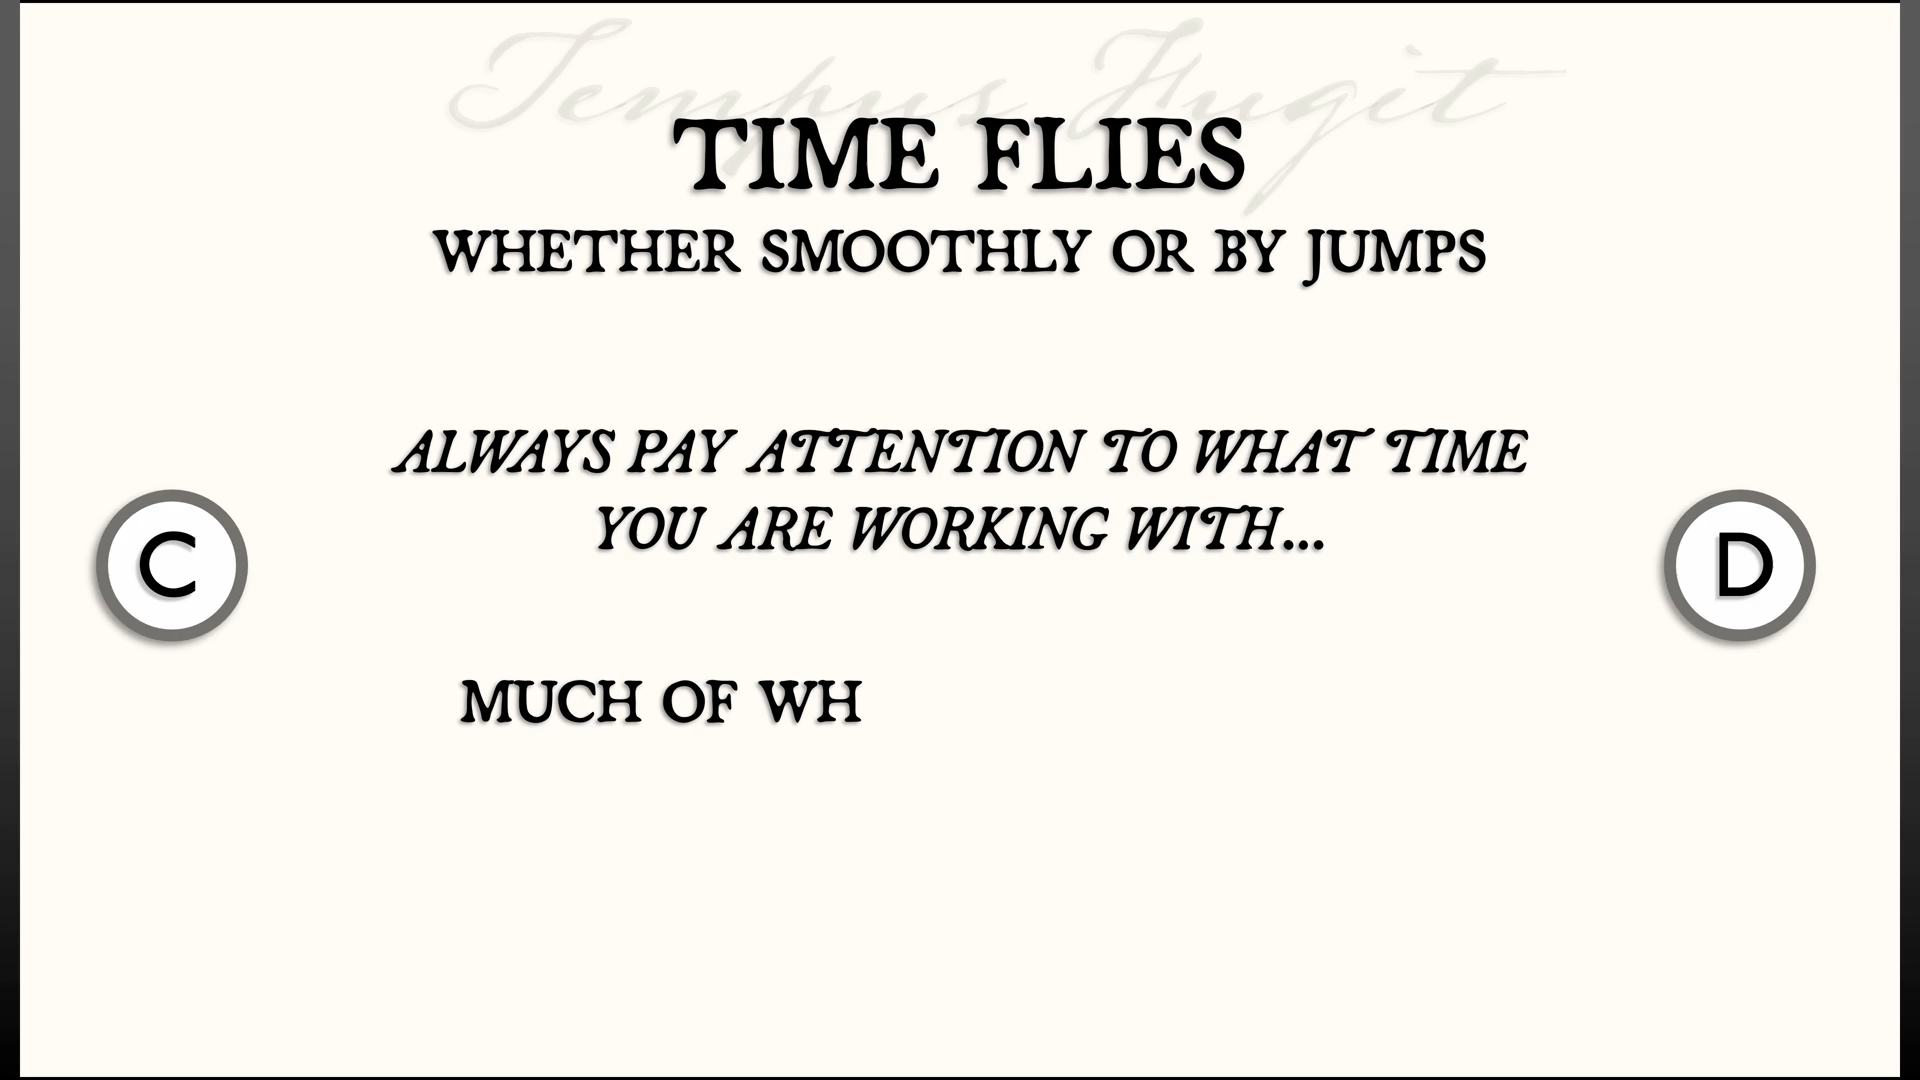 Tempus Fugit
TIME FLIES
WHETHER SMOOTHLY OR BY JUMPS
ALWAYS PAY ATTENTION TO WHAT TIME
YOU ARE WORKING WITH...
C
D
MUCH OF WH